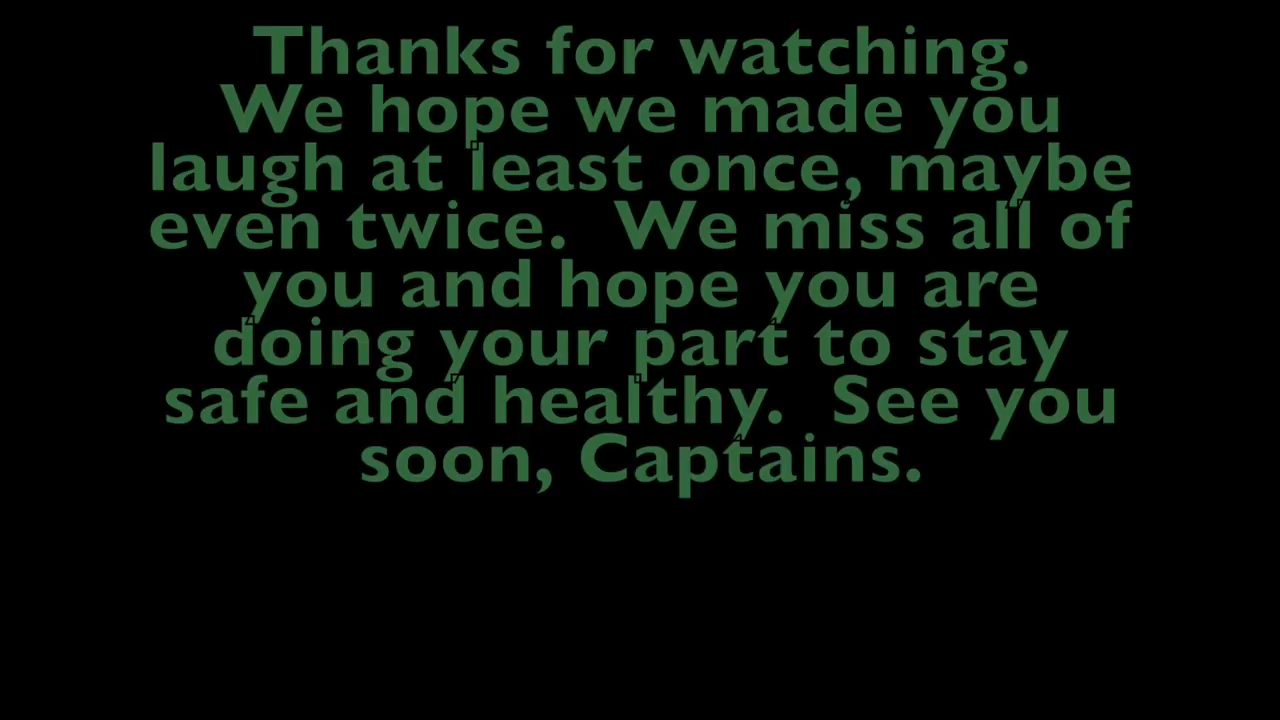 Thanks for watching.
We hope we made you
laugh at least once, maybe
even twice.  We miss all of
you and hope you are
doing your part to stay
safe and healthy.  See you
soon, Captains.